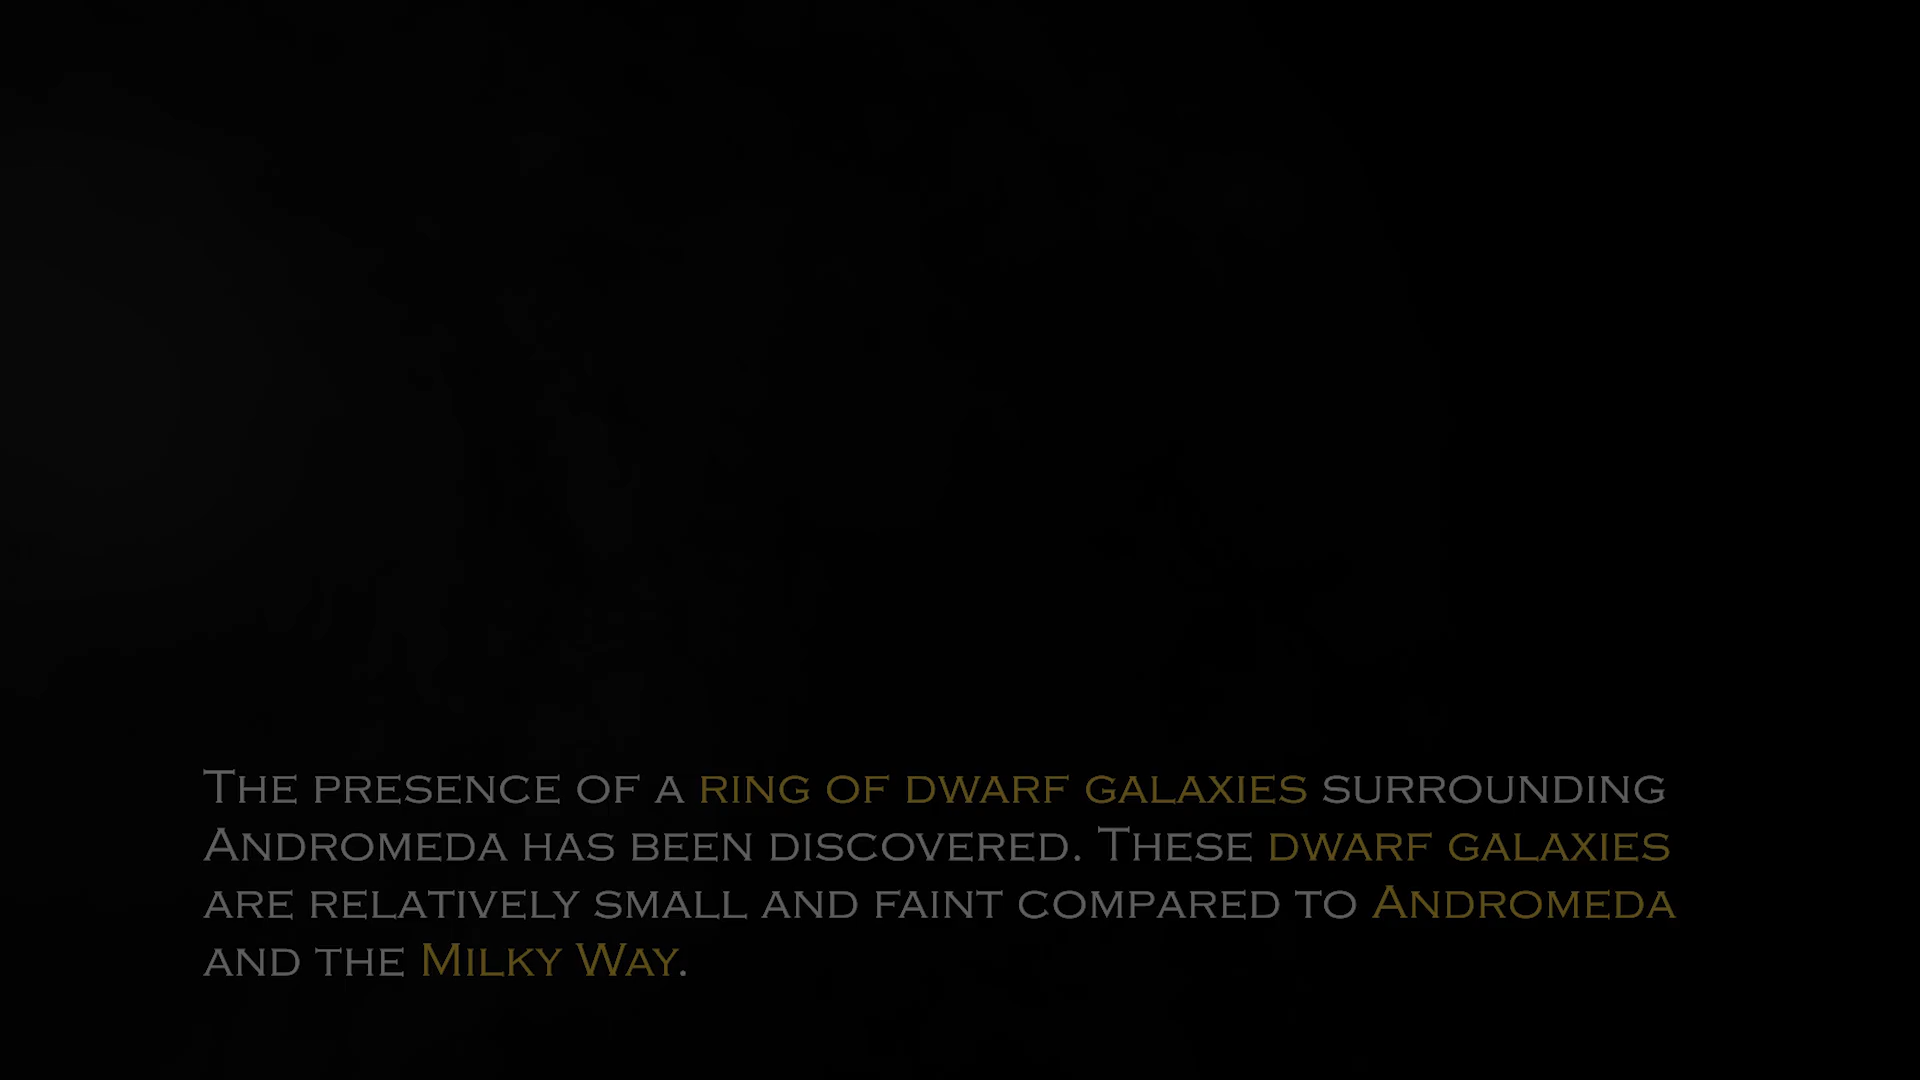 The presence of a ring of dwarf galaxies surrounding
Andromeda has been discovered. These dwarf galaxies
are relatively small and faint compared to Andromeda
and the Milky Way.